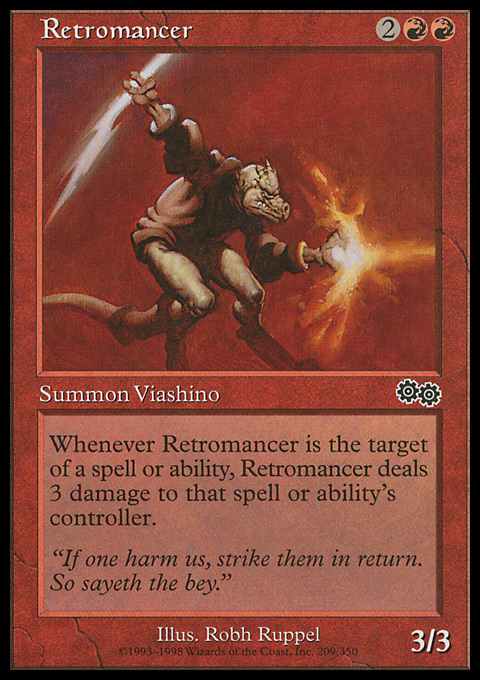 Retromancer 2
Summon Viashino
Whenever Retromancer is the target
of a spell or ability, Retromancer deals
3 damage to that spell or ability's
controller.
"If one harm us, strike them in return.
So sayeth the bey."
Illus. Robh Ruppel
©1993–1998 Wizards of the Coast, Inc. 209/350
3/3